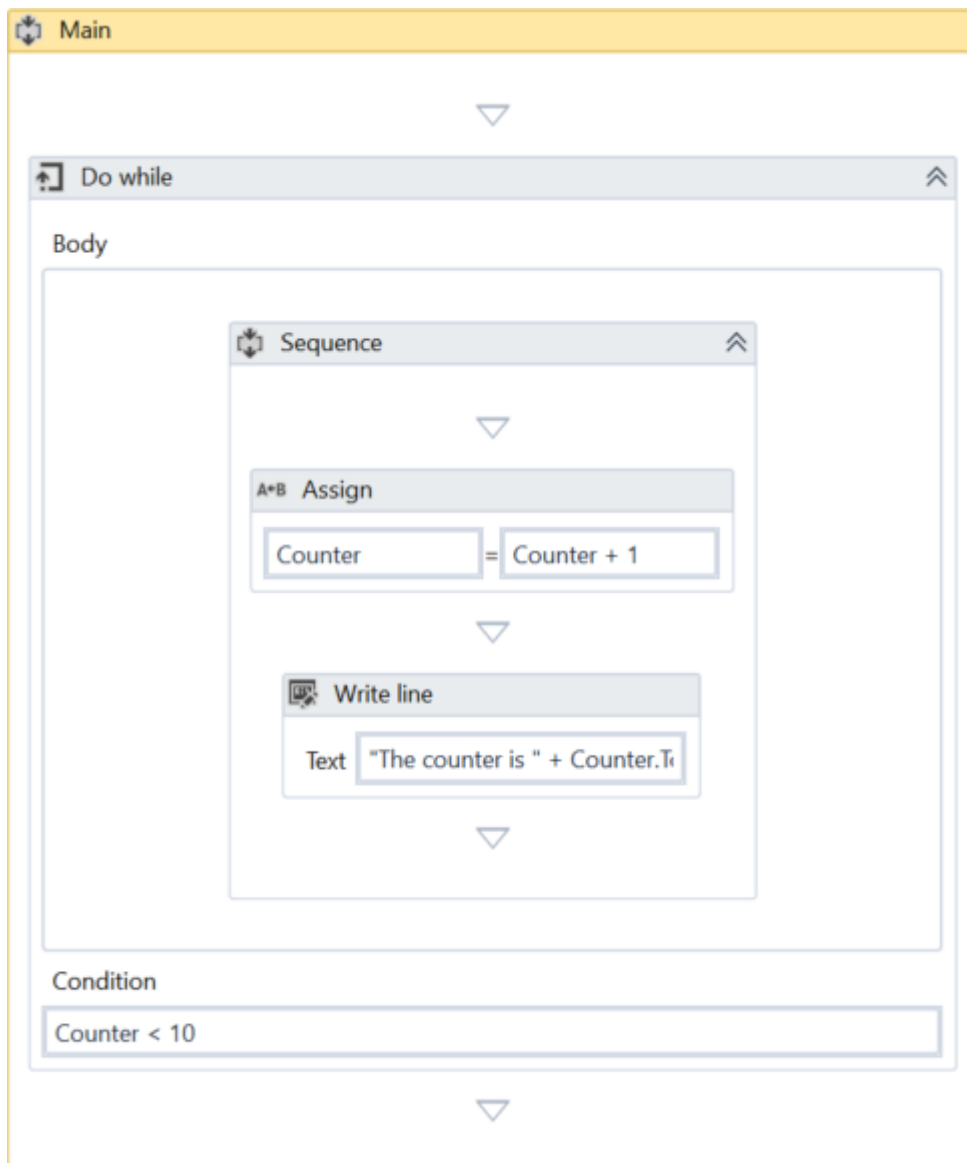 Main
Do while
Body
Sequence
A←B Assign
Counter = Counter + 1
Write line
Text "The counter is " + Counter.
Condition
Counter < 10